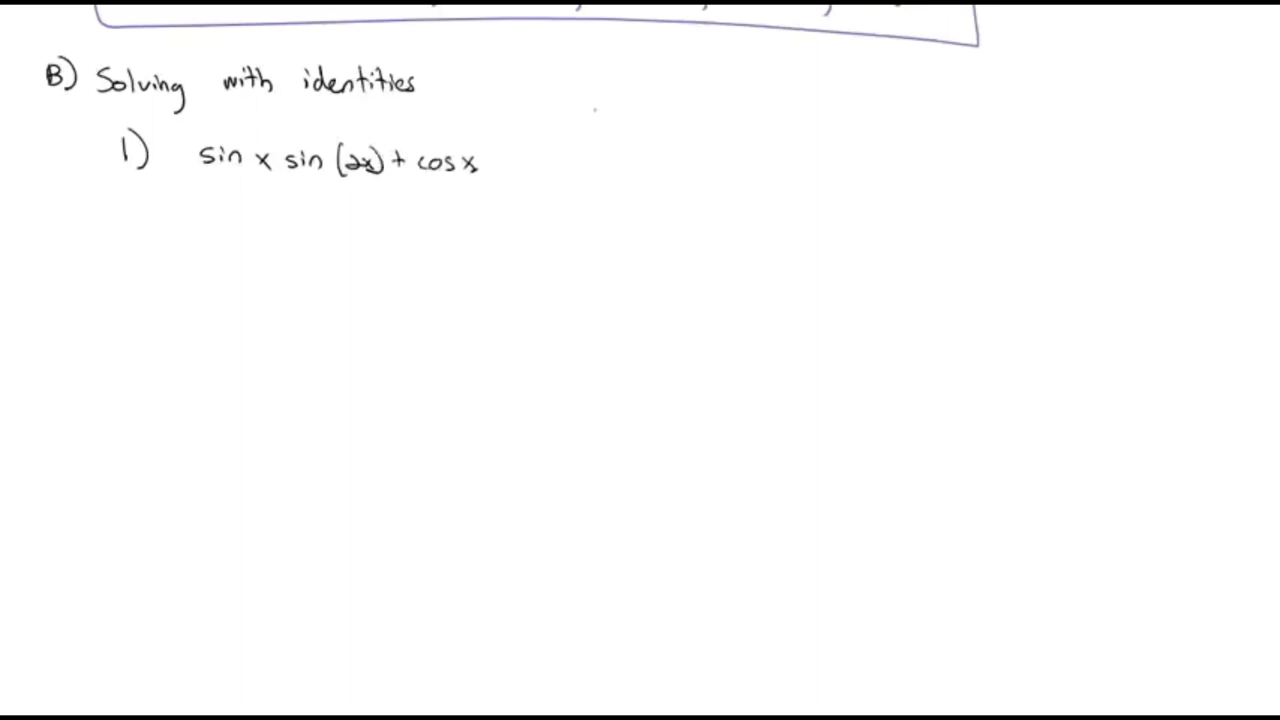 B) Solving with identities
1) sin x sin (2x) + cos x